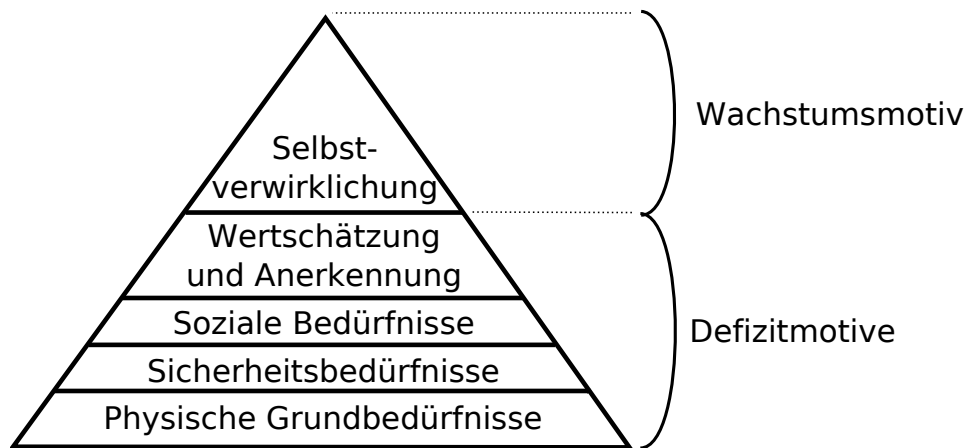 Selbst-
verwirklichung
Wachstumsmotiv
Wertschätzung
und Anerkennung
Soziale Bedürfnisse
Sicherheitsbedürfnisse
Physische Grundbedürfnisse
Defizitmotive